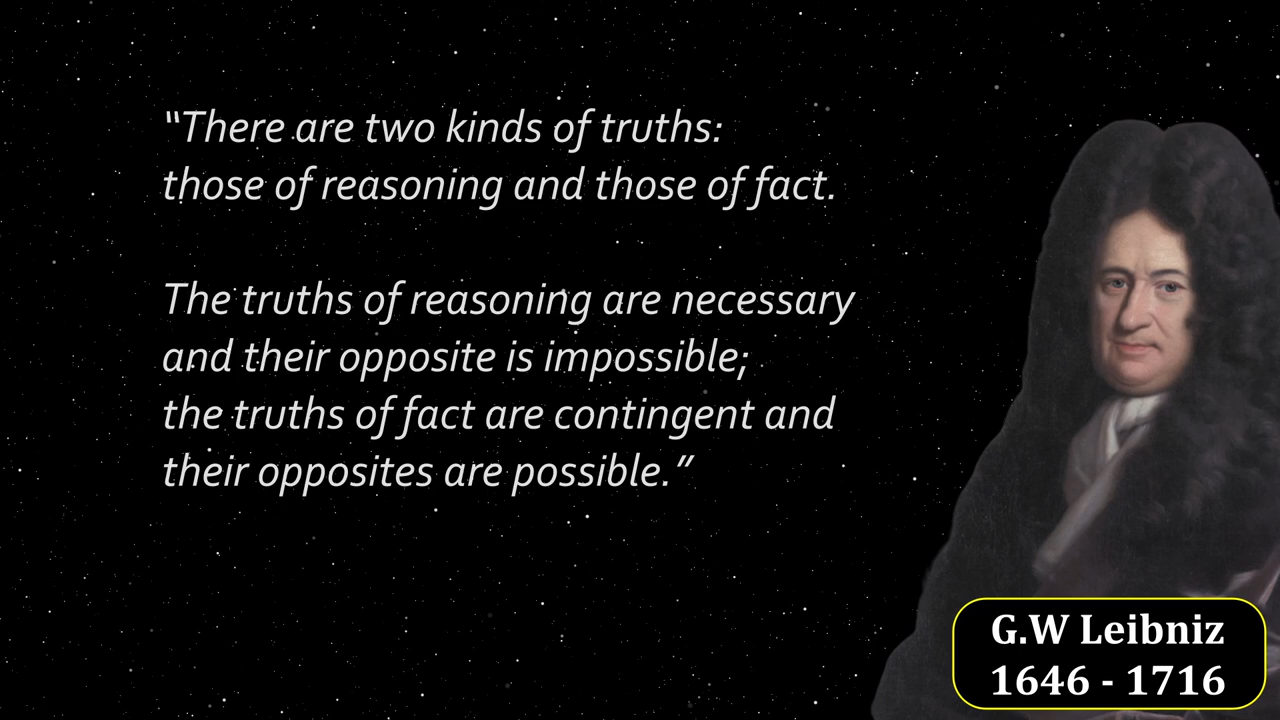 “There are two kinds of truths:
those of reasoning and those of fact.
The truths of reasoning are necessary
and their opposite is impossible;
the truths of fact are contingent and
their opposites are possible.”
G.W Leibniz
1646 - 1716